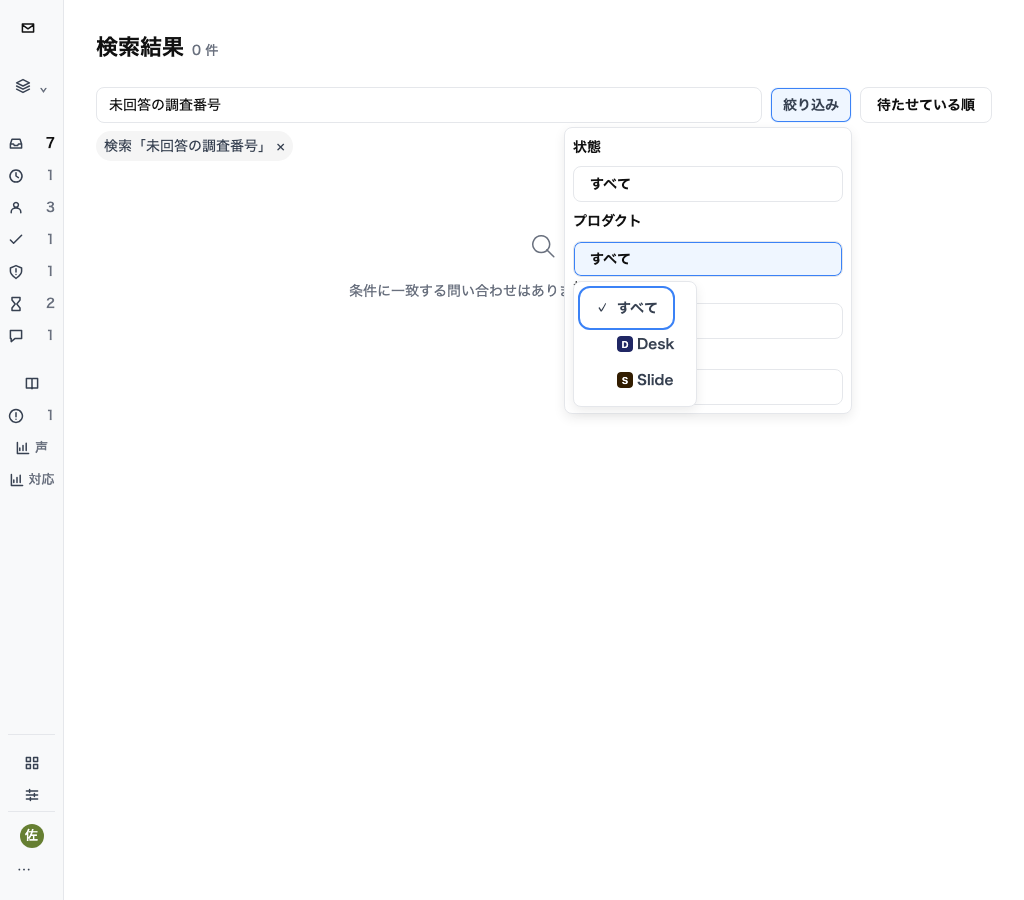 検索結果 0 件
未回答の調査番号
絞り込み
待たせている順
検索「未回答の調査番号」 ×
状態
すべて
プロダクト
すべて
✓ すべて
D Desk
S Slide
条件に一致する問い合わせはありま
7
1
3
1
1
2
1
1
声
対応
佐
…